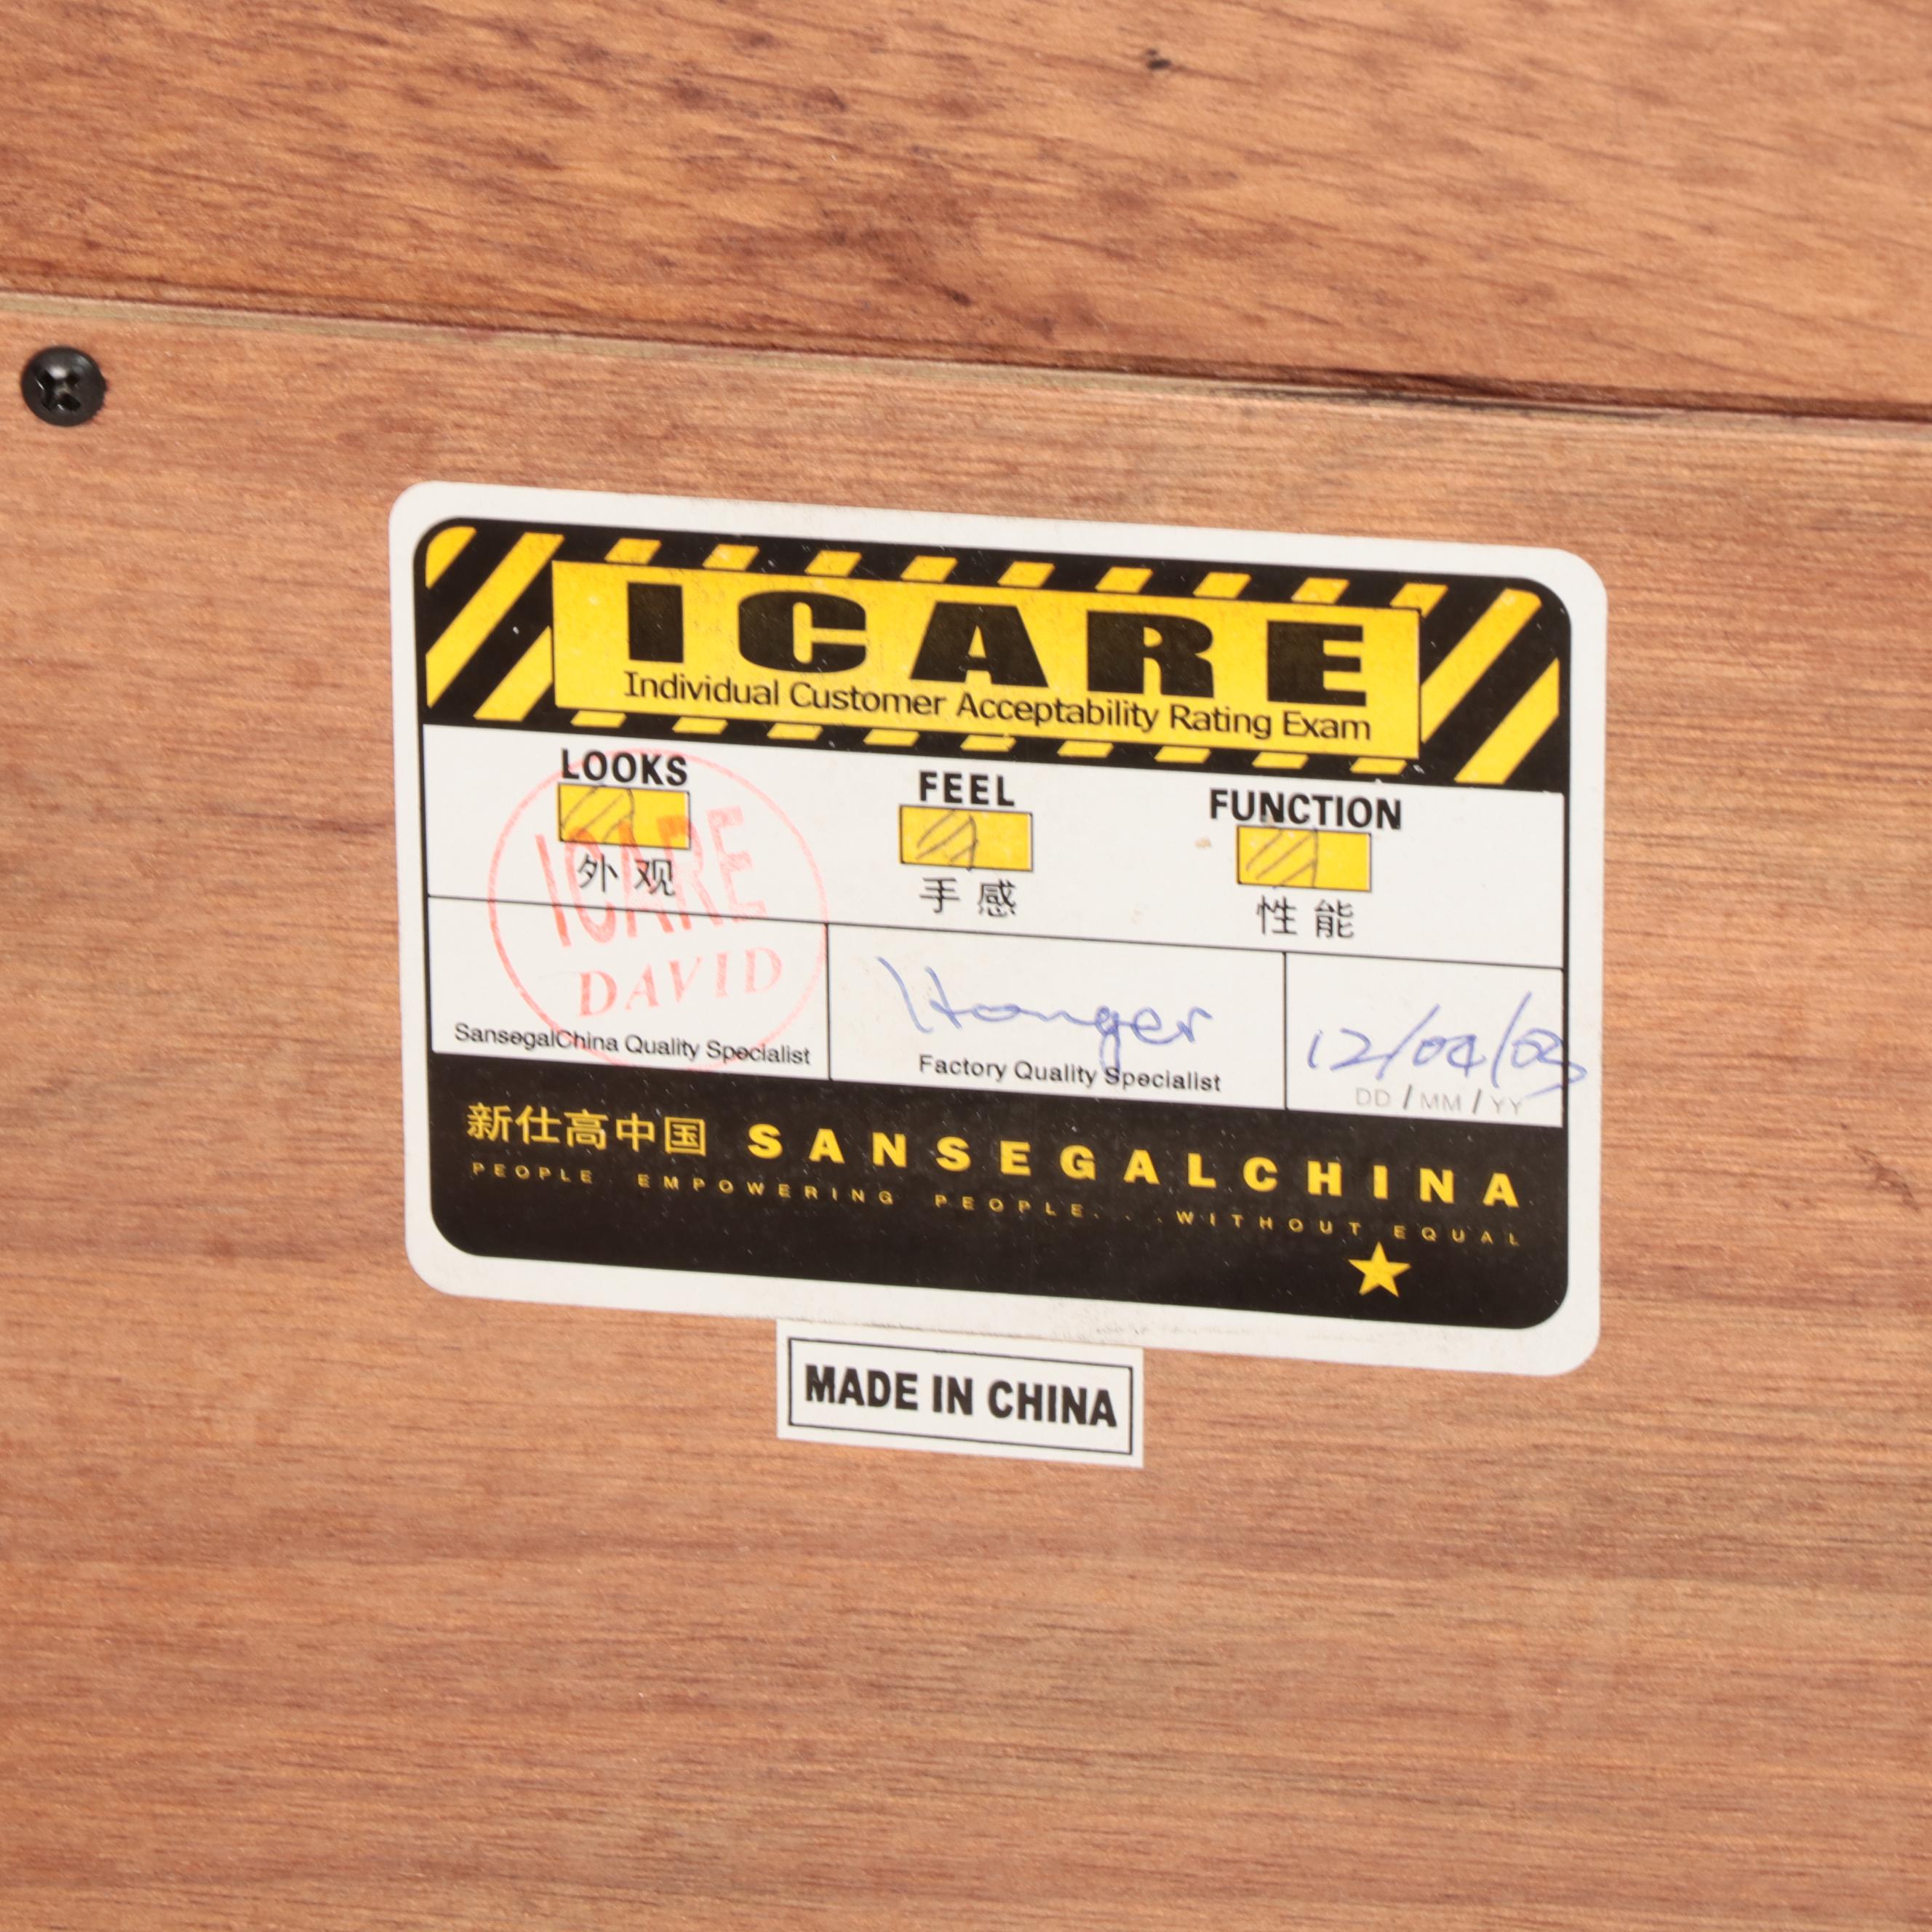 ICARE
Individual Customer Acceptability Rating Exam
LOOKS FEEL FUNCTION
外观 手感 性能
ICARE
DAVID
SansegalChina Quality Specialist
Factory Quality Specialist
12/04/03
DD / MM / YY
新仕高中国 SANSEGALCHINA
PEOPLE EMPOWERING PEOPLE. . .WITHOUT EQUAL
MADE IN CHINA